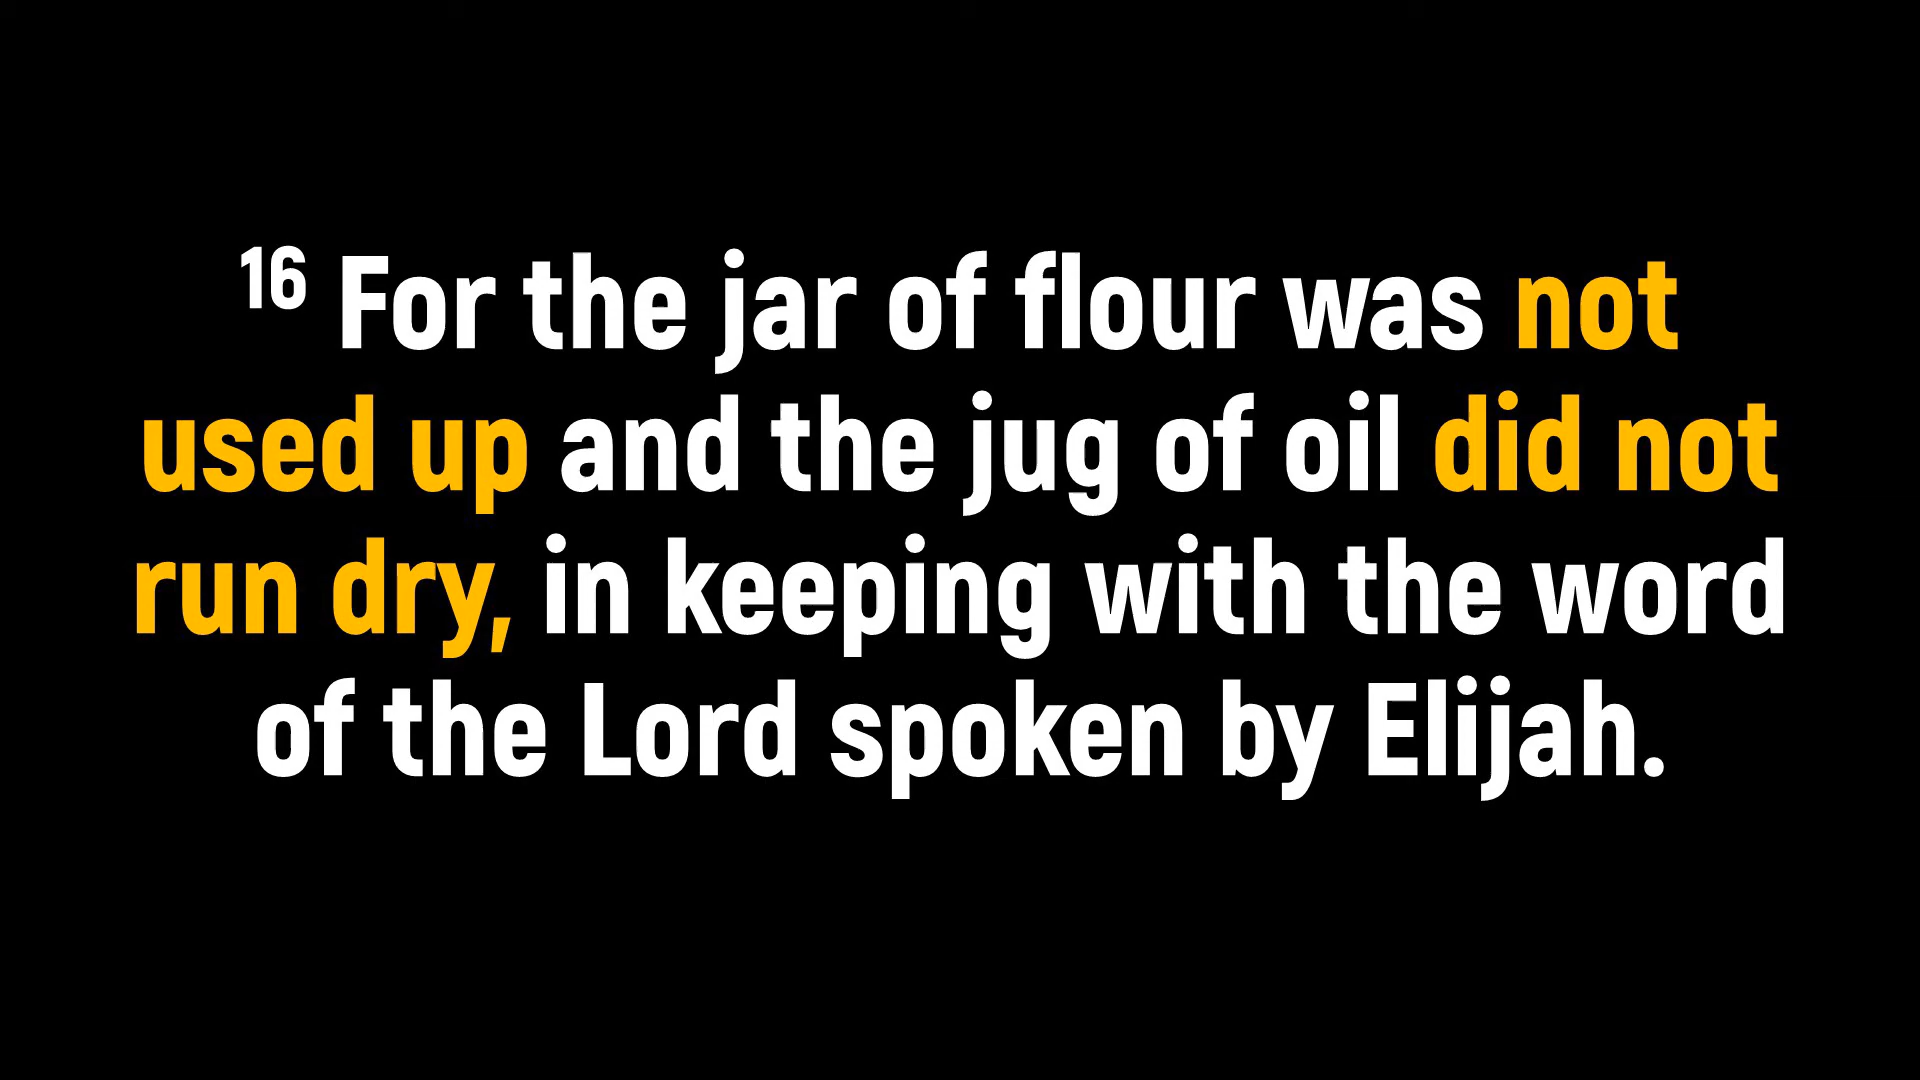 16 For the jar of flour was not
used up and the jug of oil did not
run dry, in keeping with the word
of the Lord spoken by Elijah.